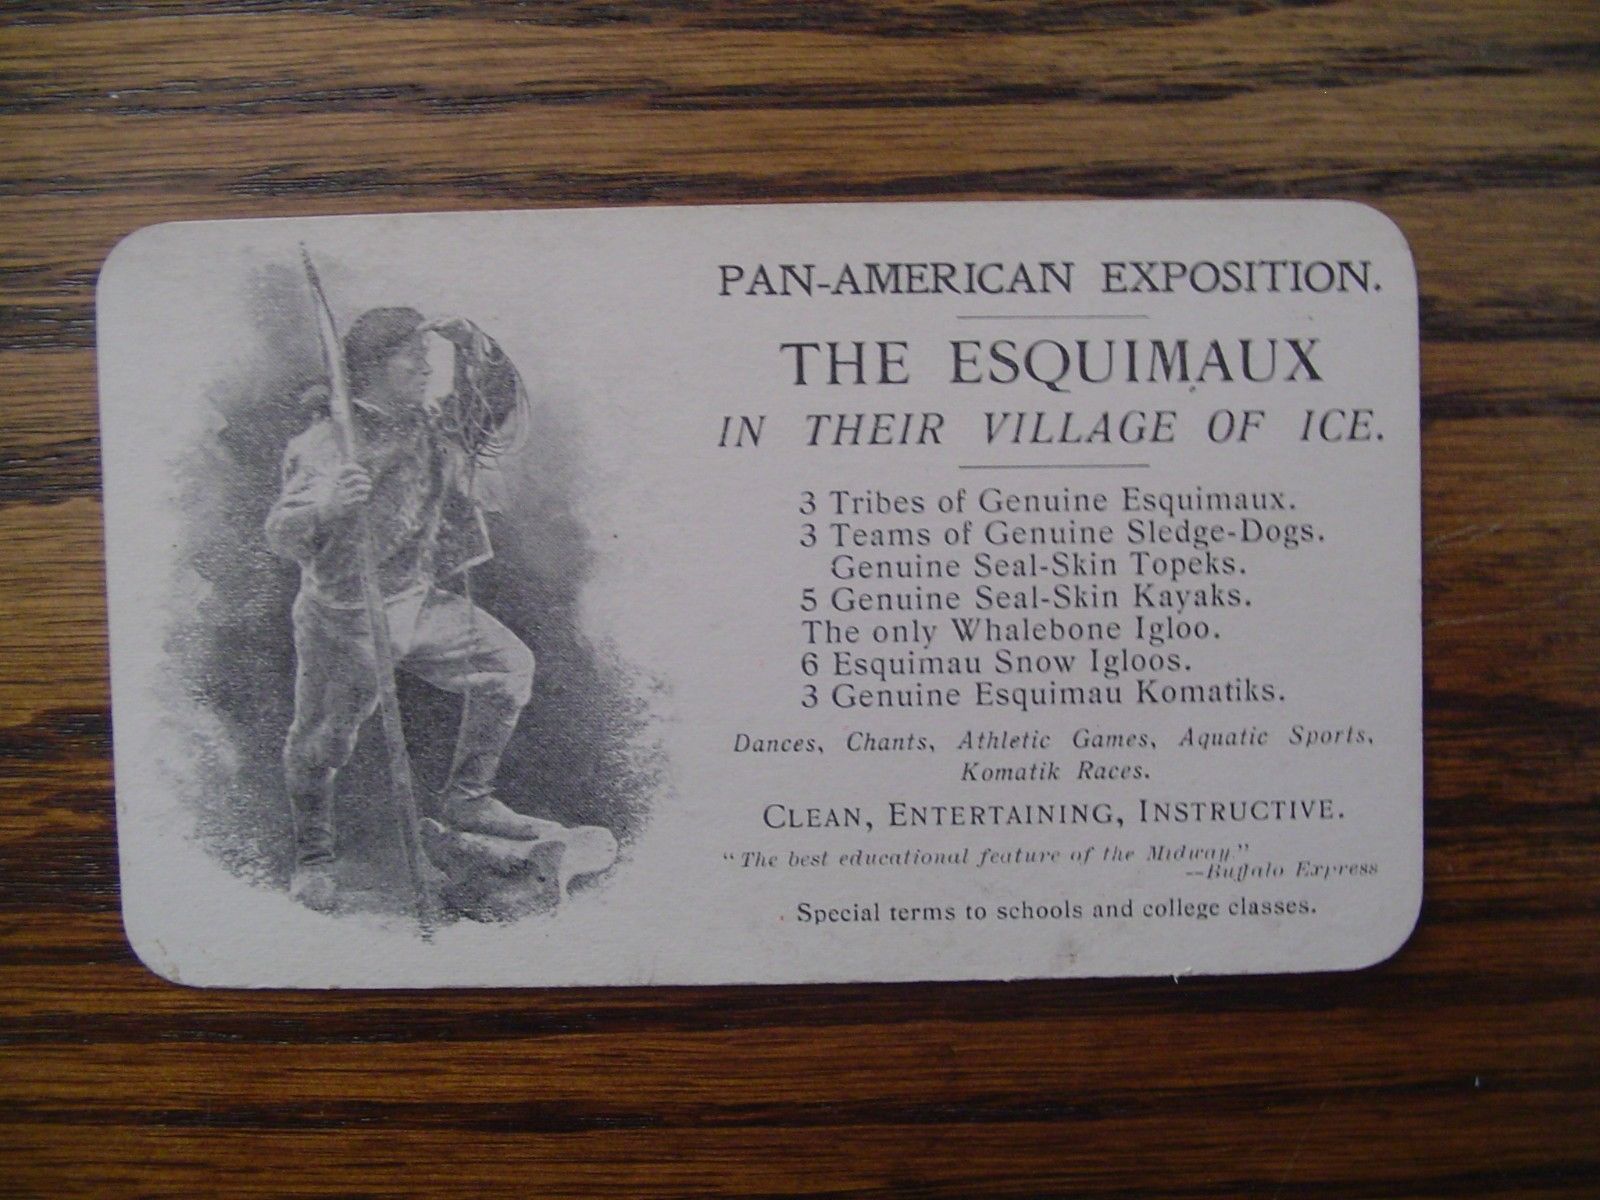 PAN-AMERICAN EXPOSITION.
THE ESQUIMAUX
IN THEIR VILLAGE OF ICE.
3 Tribes of Genuine Esquimaux.
3 Teams of Genuine Sledge-Dogs.
Genuine Seal-Skin Topeks.
5 Genuine Seal-Skin Kayaks.
The only Whalebone Igloo.
6 Esquimau Snow Igloos.
3 Genuine Esquimau Komatiks.
Dances, Chants, Athletic Games, Aquatic Sports,
Komatik Races.
CLEAN, ENTERTAINING, INSTRUCTIVE.
"The best educational feature of the Midway."
--Buffalo Express
Special terms to schools and college classes.